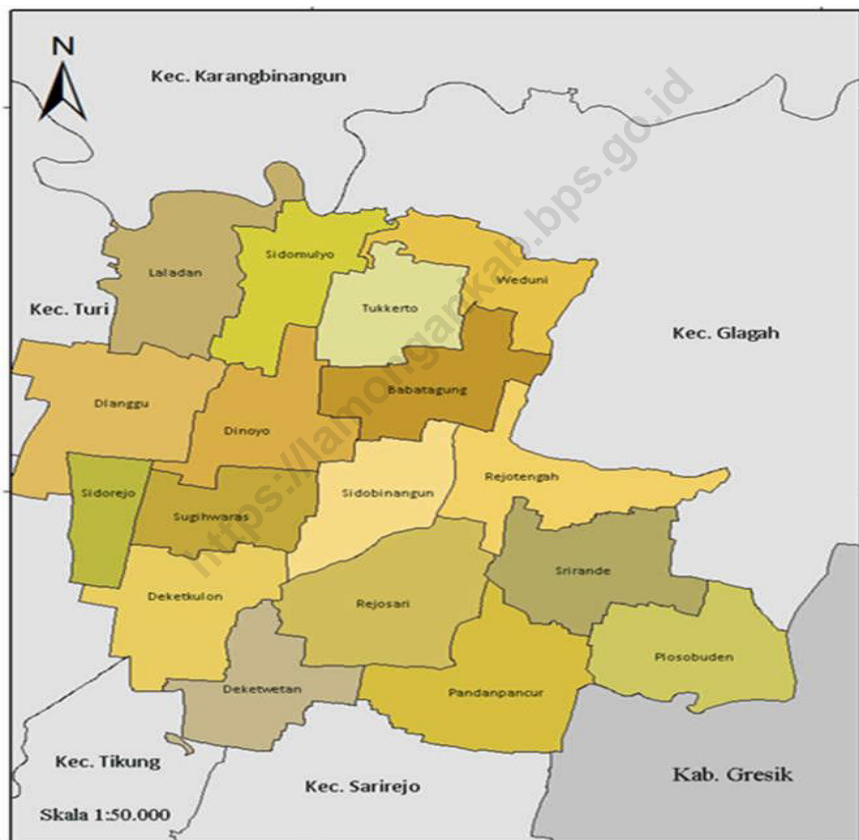 N
Kec. Karangbinangun
https://lamongankab.bps.go.id
Sidomulyo
Laladan
Weduni
Kec. Turi
Tukkerto
Kec. Glagah
Babatagung
Dlanggu
Dinoyo
Rejotengah
Sidorejo
Sidobinangun
Sugihwaras
Srirande
Deketkulon
Rejosari
Plosobuden
Deketwetan
Pandanpancur
Kec. Tikung
Kab. Gresik
Kec. Sarirejo
Skala 1:50.000